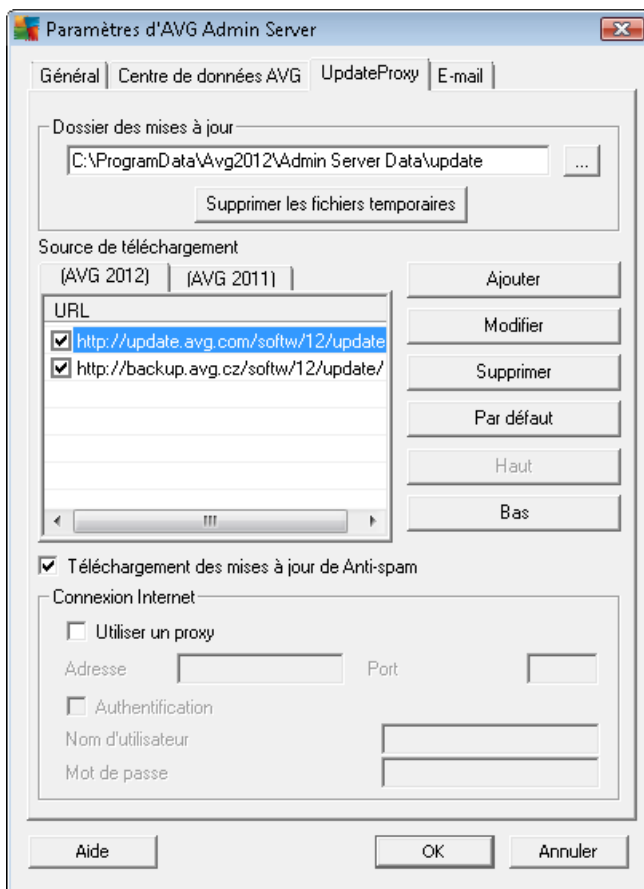 Paramètres d'AVG Admin Server
Général Centre de données AVG UpdateProxy E-mail
Dossier des mises à jour
C:\ProgramData\Avg2012\Admin Server Data\update ...
Supprimer les fichiers temporaires
Source de téléchargement
(AVG 2012) (AVG 2011)
URL
http://update.avg.com/softw/12/update
http://backup.avg.cz/softw/12/update/
Ajouter
Modifier
Supprimer
Par défaut
Haut
Bas
Téléchargement des mises à jour de Anti-spam
Connexion Internet
Utiliser un proxy
Adresse Port
Authentification
Nom d'utilisateur
Mot de passe
Aide OK Annuler